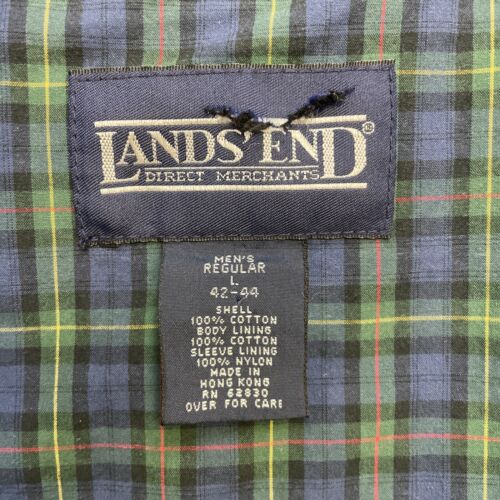 LANDS' END®
DIRECT MERCHANTS
MEN'S
REGULAR
L
42-44
SHELL
100% COTTON
BODY LINING
100% COTTON
SLEEVE LINING
100% NYLON
MADE IN
HONG KONG
RN 62830
OVER FOR CARE